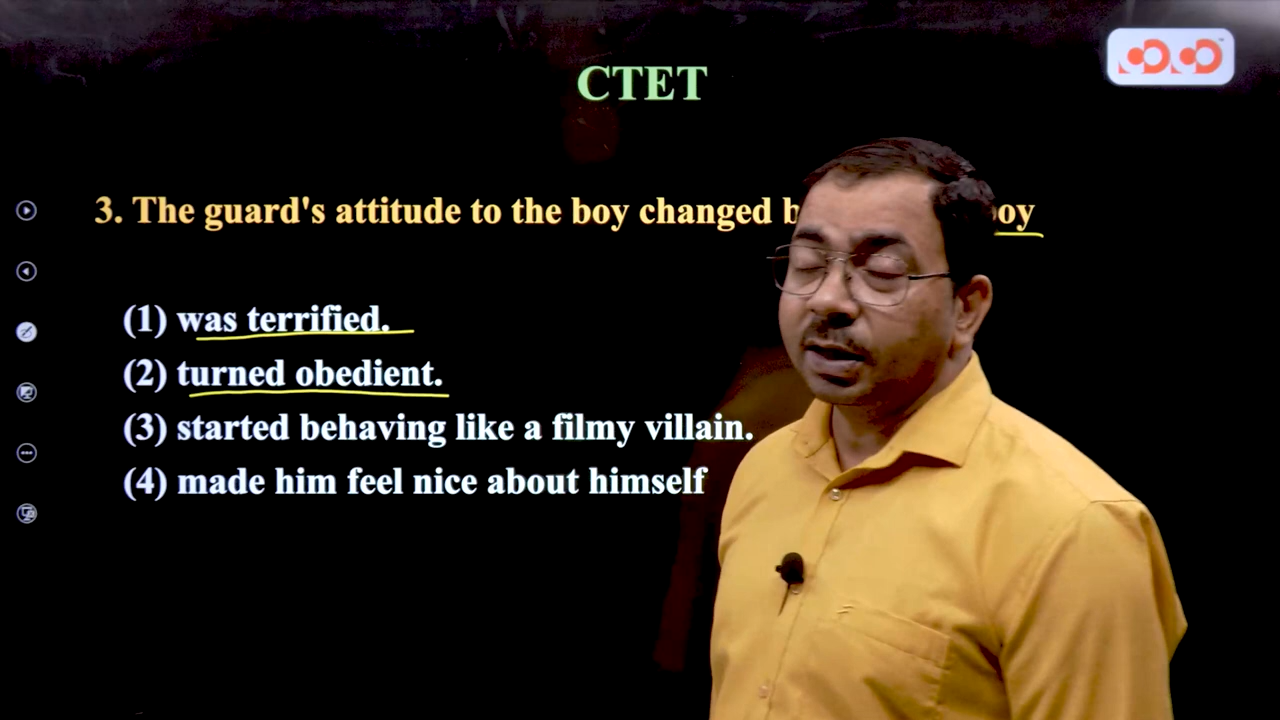 CTET
3. The guard's attitude to the boy changed
(1) was terrified.
(2) turned obedient.
(3) started behaving like a filmy villain.
(4) made him feel nice about himself